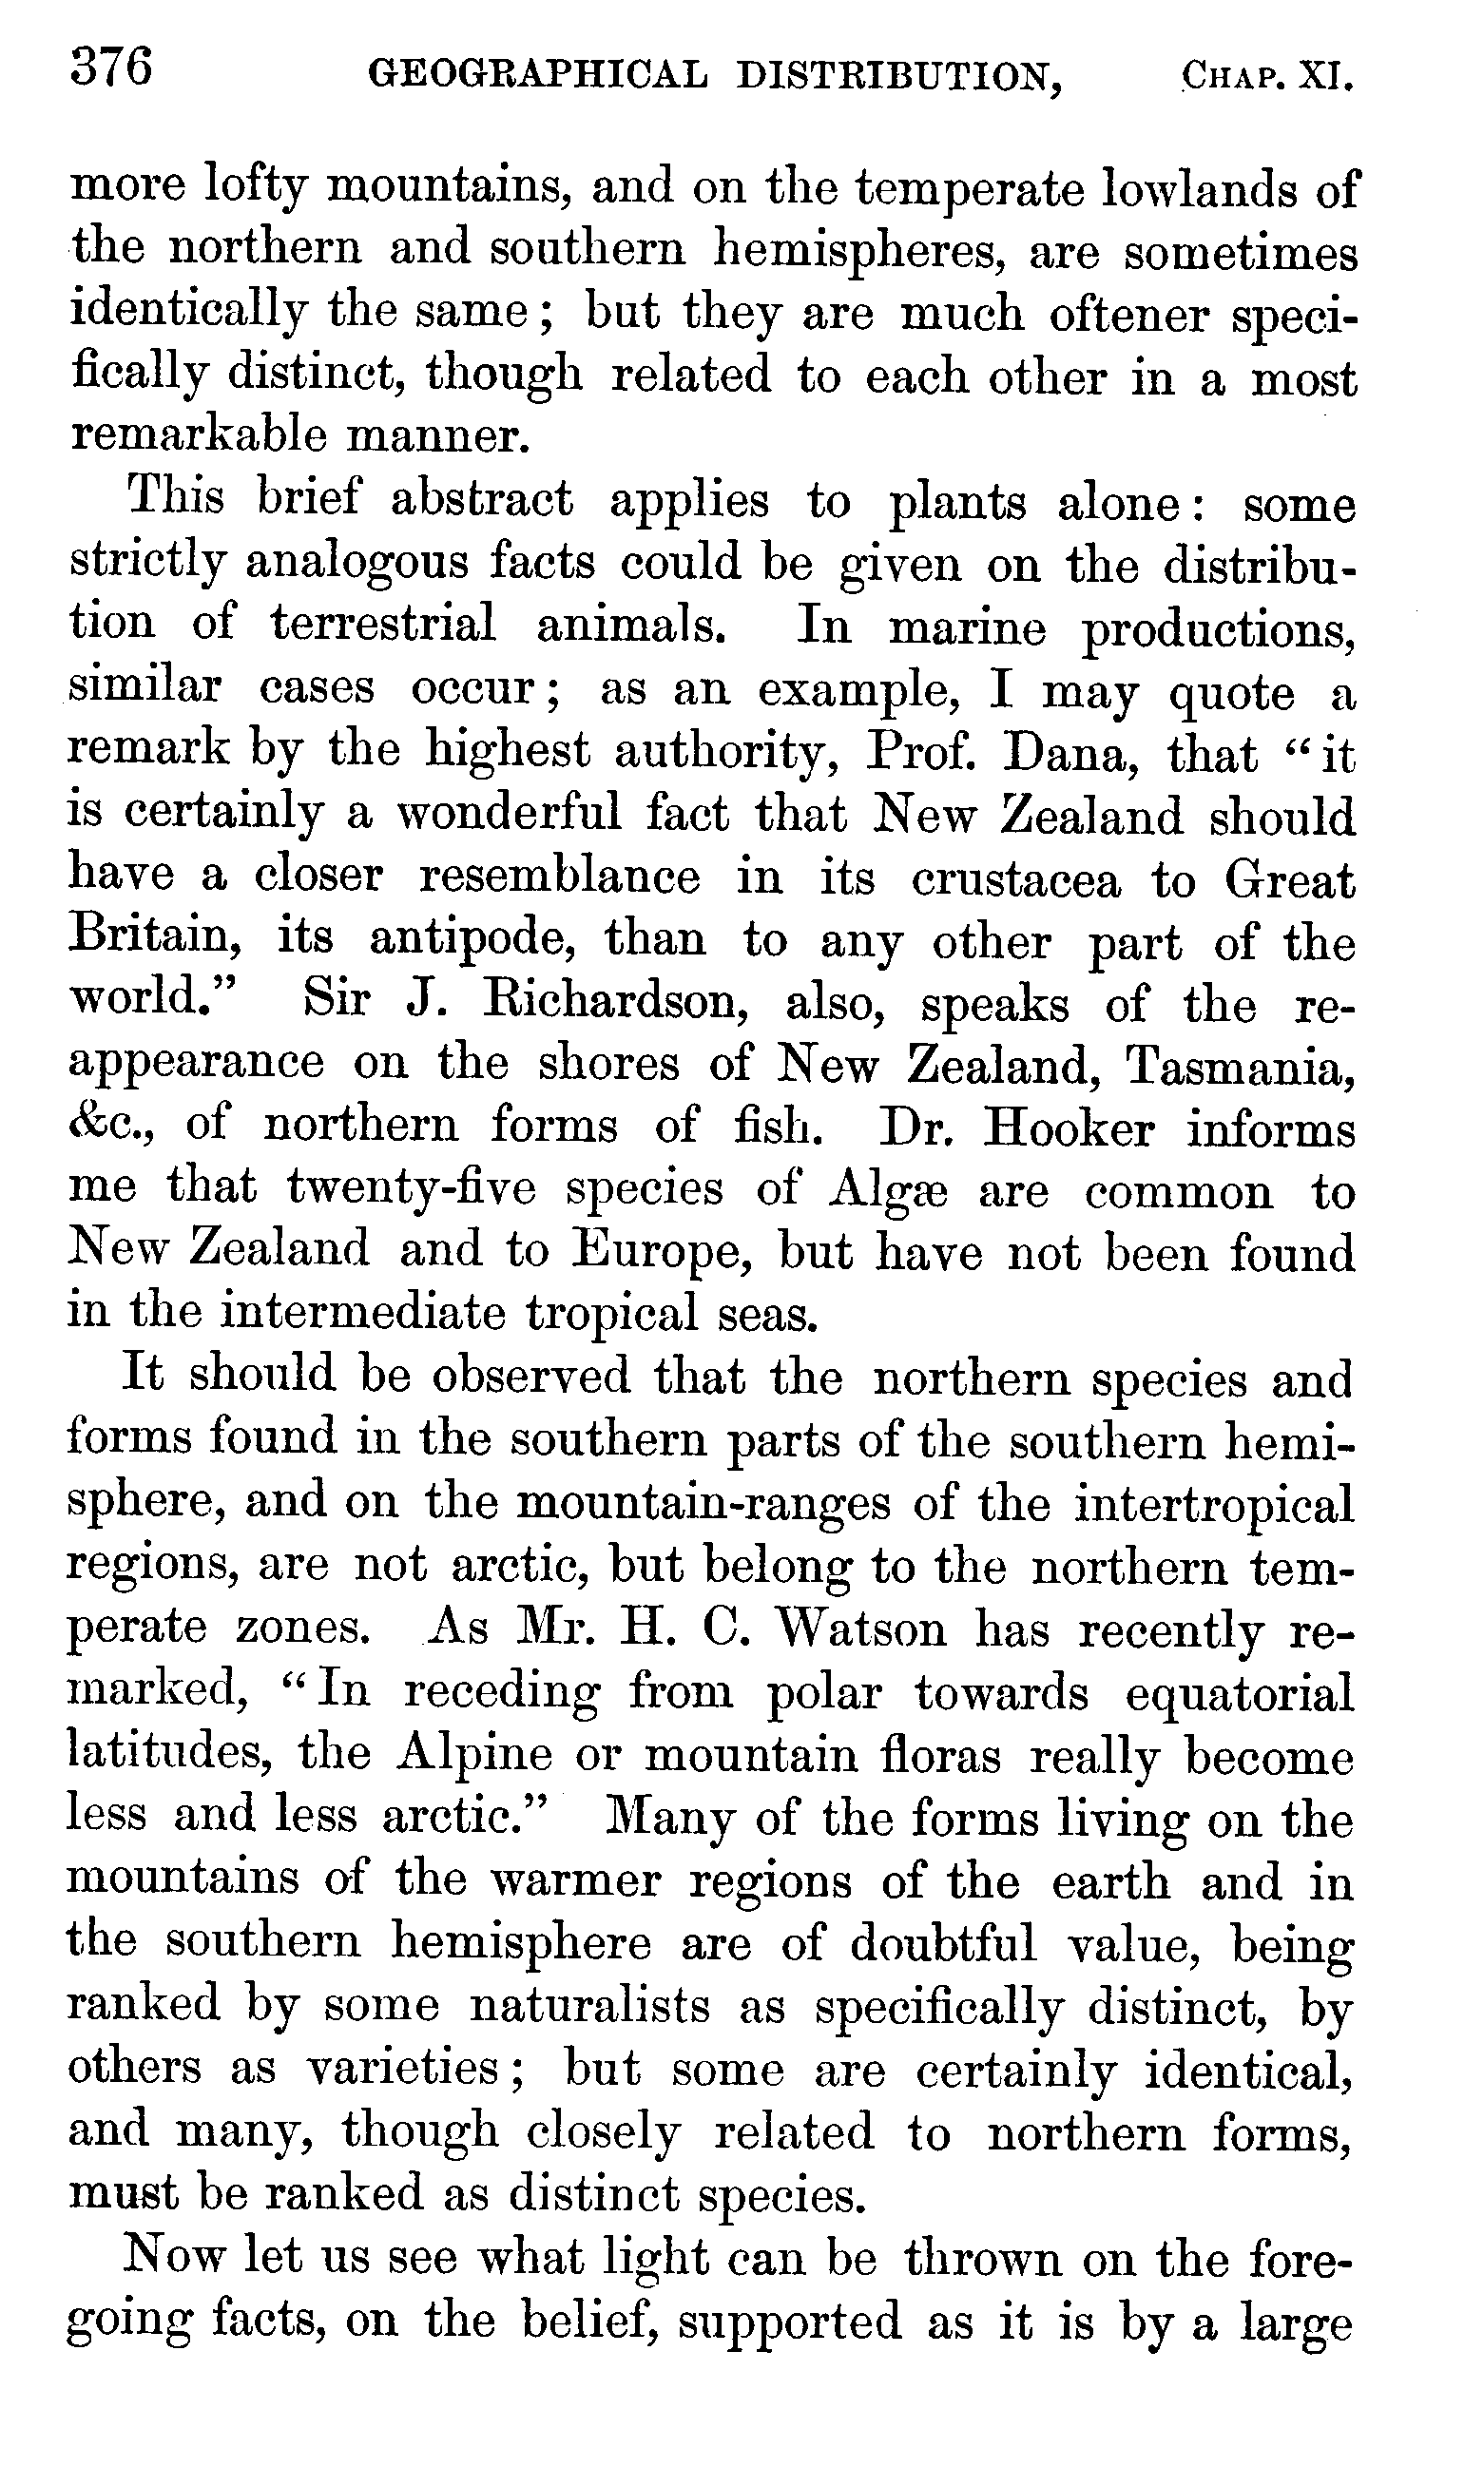 376 GEOGRAPHICAL DISTRIBUTION, CHAP. XI.
more lofty mountains, and on the temperate lowlands of
the northern and southern hemispheres, are sometimes
identically the same; but they are much oftener speci-
fically distinct, though related to each other in a most
remarkable manner.
This brief abstract applies to plants alone: some
strictly analogous facts could be given on the distribu-
tion of terrestrial animals. In marine productions,
similar cases occur; as an example, I may quote a
remark by the highest authority, Prof. Dana, that “it
is certainly a wonderful fact that New Zealand should
have a closer resemblance in its crustacea to Great
Britain, its antipode, than to any other part of the
world.” Sir J. Richardson, also, speaks of the re-
appearance on the shores of New Zealand, Tasmania,
&c., of northern forms of fish. Dr. Hooker informs
me that twenty-five species of Algæ are common to
New Zealand and to Europe, but have not been found
in the intermediate tropical seas.
It should be observed that the northern species and
forms found in the southern parts of the southern hemi-
sphere, and on the mountain-ranges of the intertropical
regions, are not arctic, but belong to the northern tem-
perate zones. As Mr. H. C. Watson has recently re-
marked, “In receding from polar towards equatorial
latitudes, the Alpine or mountain floras really become
less and less arctic.” Many of the forms living on the
mountains of the warmer regions of the earth and in
the southern hemisphere are of doubtful value, being
ranked by some naturalists as specifically distinct, by
others as varieties; but some are certainly identical,
and many, though closely related to northern forms,
must be ranked as distinct species.
Now let us see what light can be thrown on the fore-
going facts, on the belief, supported as it is by a large